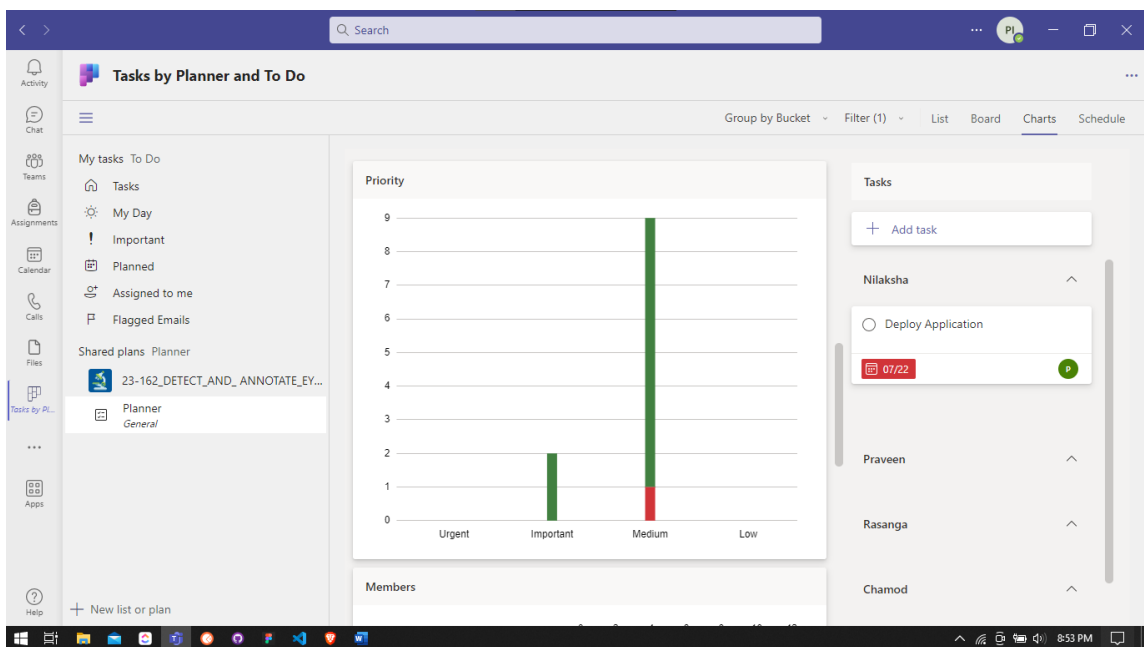 Search
PI
Activity
Chat
Teams
Assignments
Calendar
Calls
Files
Tasks by Pl...
Apps
Help
Tasks by Planner and To Do
Group by Bucket
Filter (1)
List
Board
Charts
Schedule
My tasks To Do
Tasks
My Day
Important
Planned
Assigned to me
Flagged Emails
Shared plans Planner
23-162_DETECT_AND_ ANNOTATE_EY...
Planner
General
New list or plan
Priority
9
8
7
6
5
4
3
2
1
0
Urgent Important Medium Low
Members
Tasks
Add task
Nilaksha
Deploy Application
07/22
P
Praveen
Rasanga
Chamod
8:53 PM